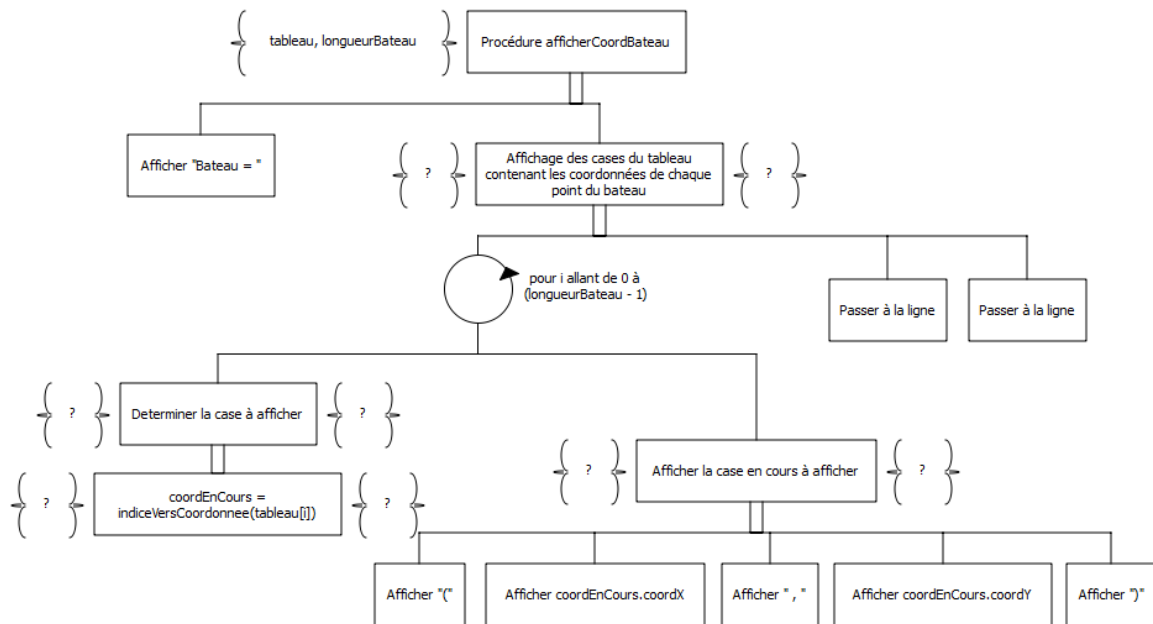 tableau, longueurBateau
Procédure afficherCoordBateau
Afficher "Bateau = "
?
Affichage des cases du tableau
contenant les coordonnées de chaque
point du bateau
?
pour i allant de 0 à
(longueurBateau - 1)
Passer à la ligne
Passer à la ligne
?
Determiner la case à afficher
?
?
Afficher la case en cours à afficher
?
?
coordEnCours =
indiceVersCoordonnee(tableau[i])
?
Afficher "("
Afficher coordEnCours.coordX
Afficher " , "
Afficher coordEnCours.coordY
Afficher ")"